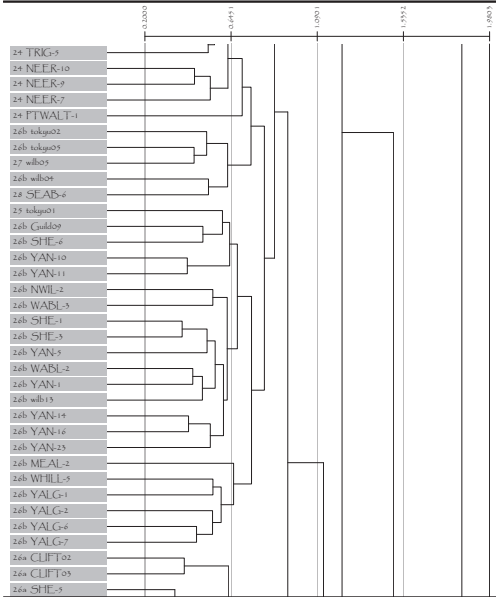 0.2000 0.6451 1.0901 1.5352 1.9803
24 TRIG-5
24 NEER-10
24 NEER-9
24 NEER-7
24 PTWALT-1
26b tokyu02
26b tokyu05
27 wilb05
26b wilb04
28 SEAB-6
25 tokyu01
26b Guild09
26b SHE-6
26b YAN-10
26b YAN-11
26b NWIL-2
26b WABL-3
26b SHE-1
26b SHE-3
26b YAN-5
26b WABL-2
26b YAN-1
26b wilb13
26b YAN-14
26b YAN-16
26b YAN-23
26b MEAL-2
26b WHILL-5
26b YALG-1
26b YALG-2
26b YALG-6
26b YALG-7
26a CLIFT02
26a CLIFT03
26a SHE-5